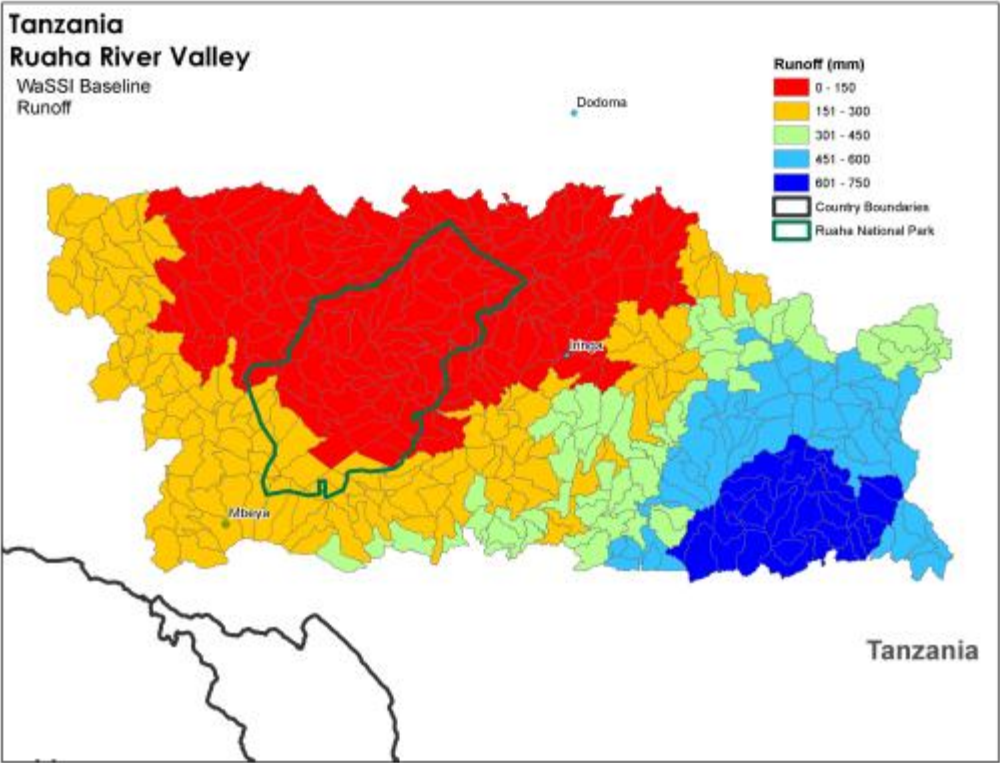 Tanzania
Ruaha River Valley
WaSSI Baseline
Runoff
Runoff (mm)
0 - 150
151 - 300
301 - 450
451 - 600
601 - 750
Country Boundaries
Ruaha National Park
Dodoma
Iringa
Mbeya
Tanzania